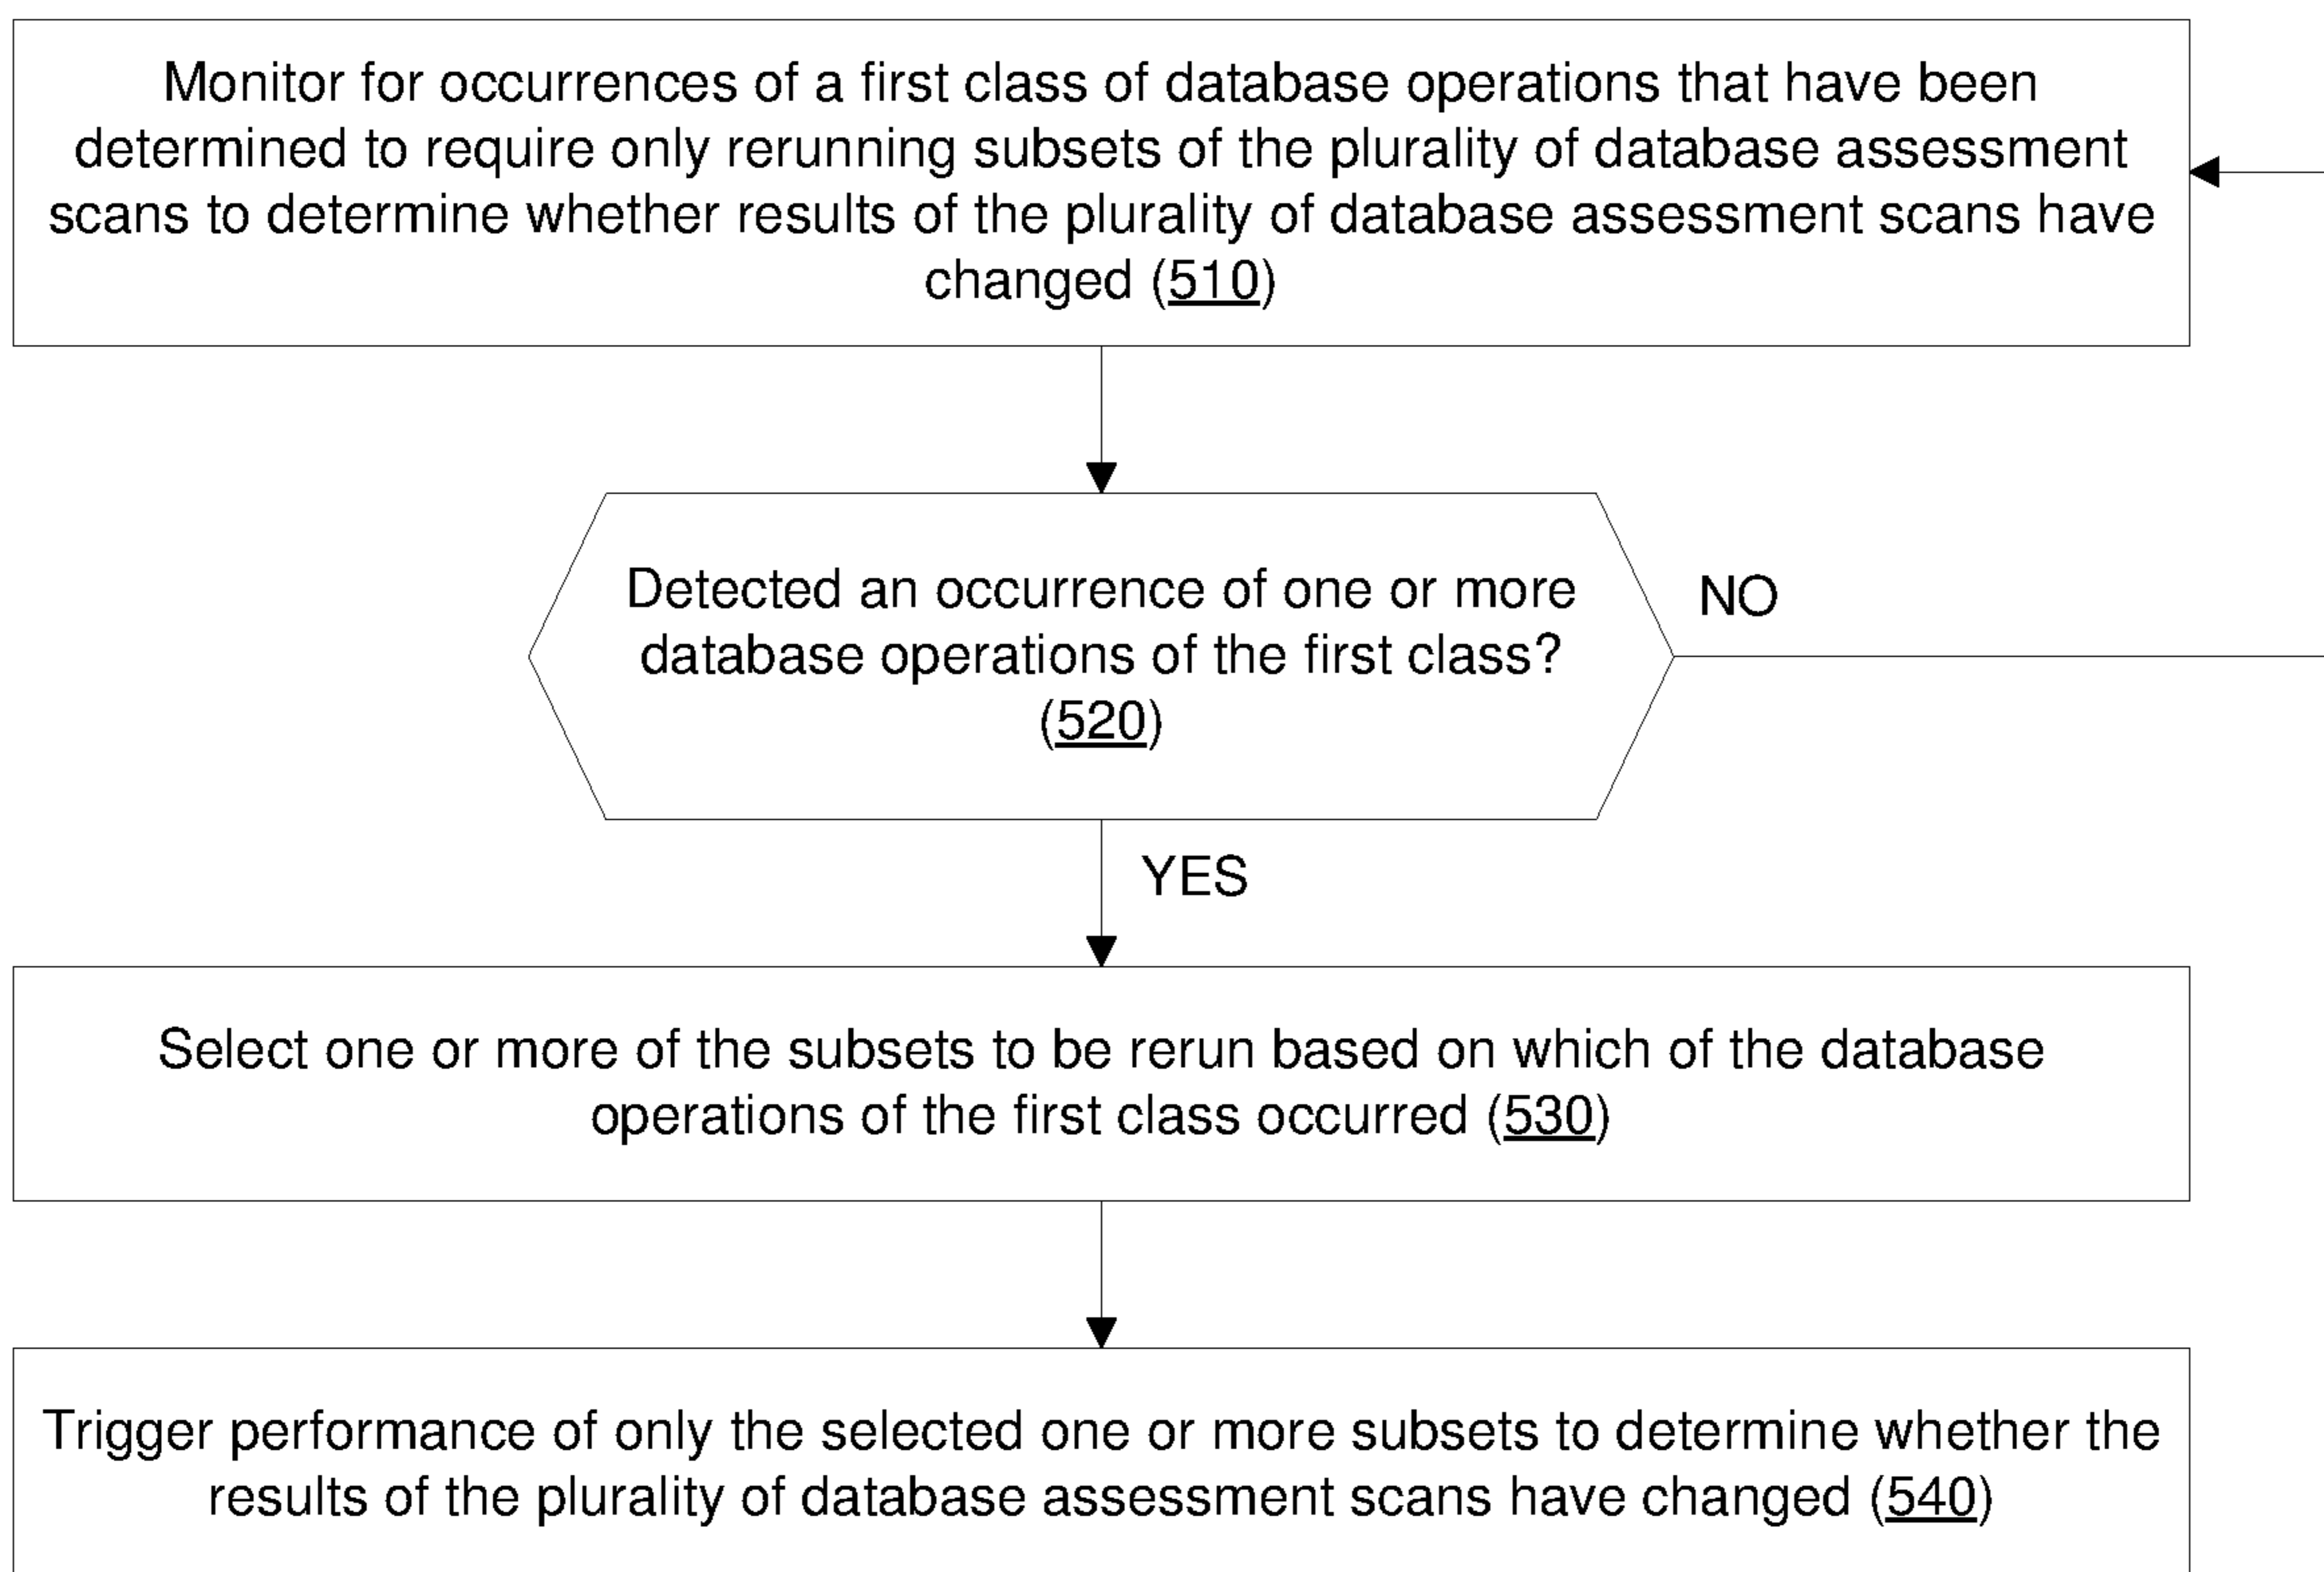 Monitor for occurrences of a first class of database operations that have been
determined to require only rerunning subsets of the plurality of database assessment
scans to determine whether results of the plurality of database assessment scans have
changed (510)
Detected an occurrence of one or more
database operations of the first class?
(520)
NO
YES
Select one or more of the subsets to be rerun based on which of the database
operations of the first class occurred (530)
Trigger performance of only the selected one or more subsets to determine whether the
results of the plurality of database assessment scans have changed (540)